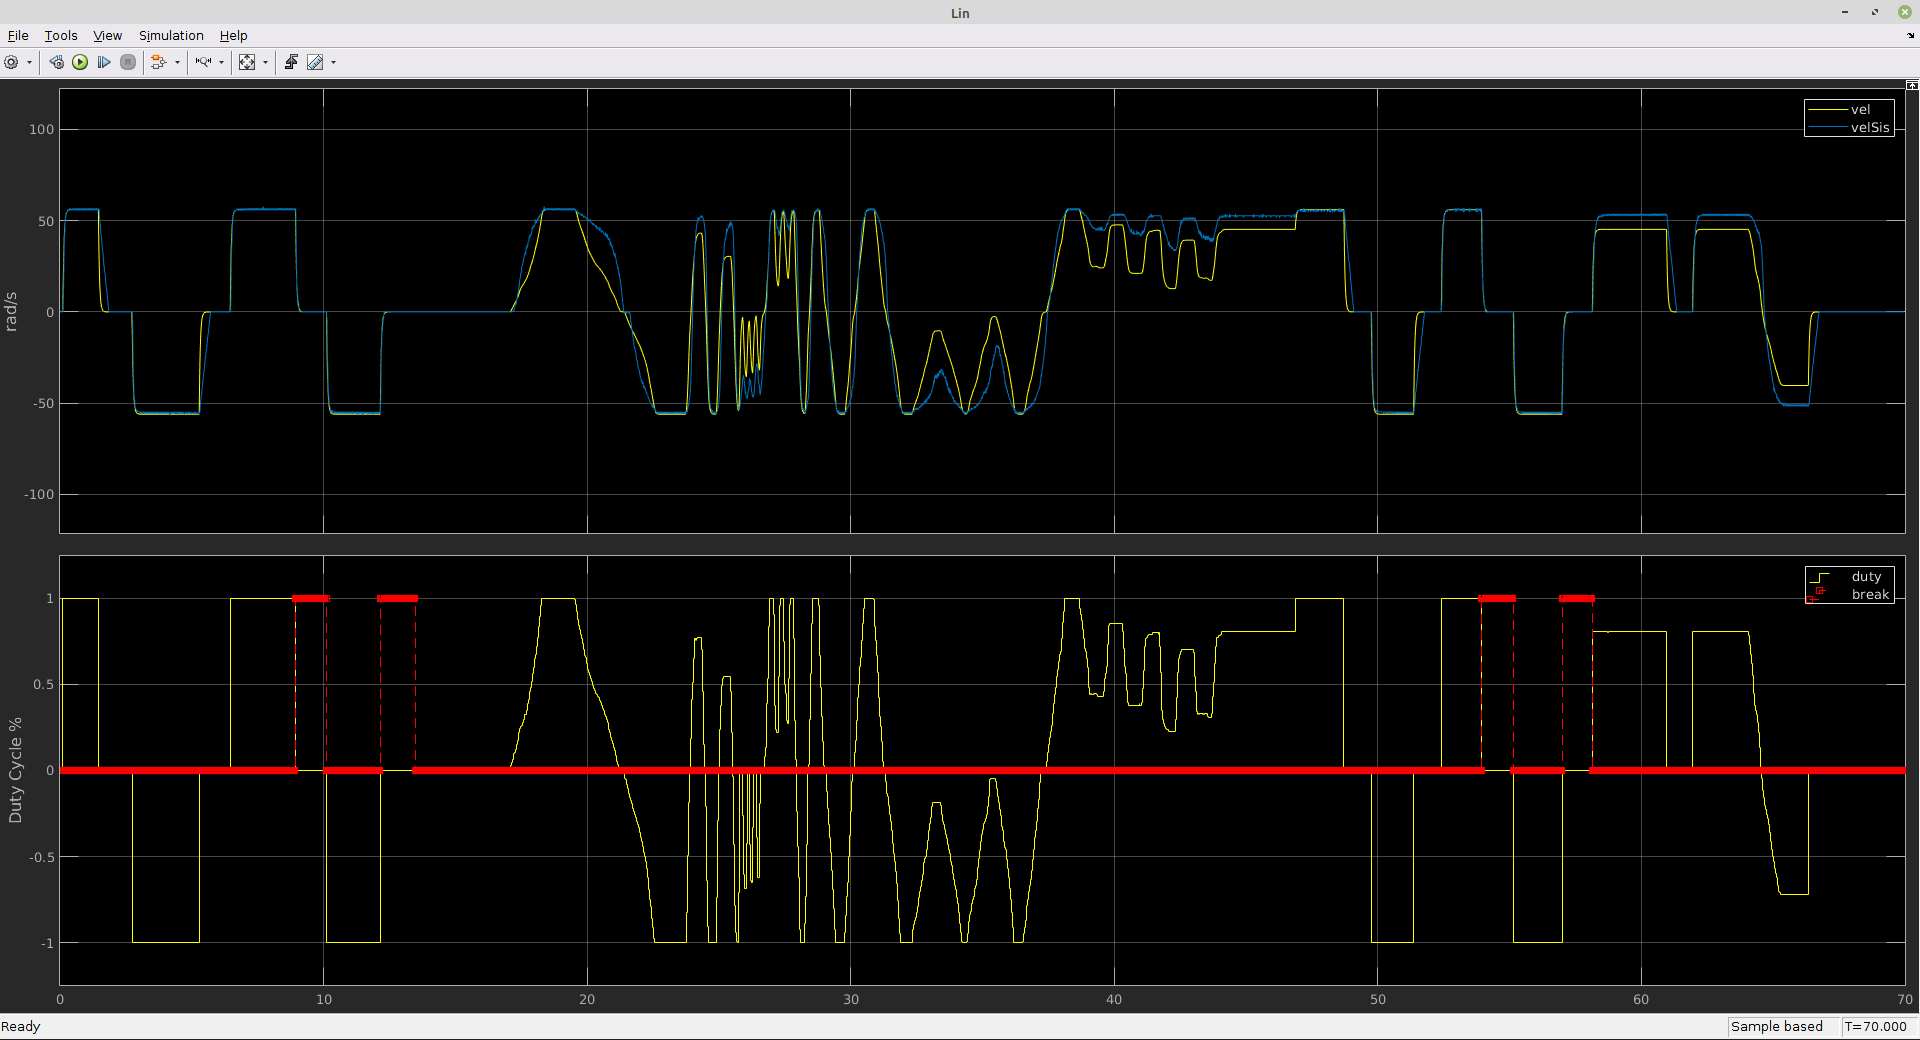 Lin
File Tools View Simulation Help
vel
velSis
100
50
0
-50
-100
rad/s
duty
break
1
0.5
0
-0.5
-1
Duty Cycle %
0 10 20 30 40 50 60 70
Ready
Sample based T=70.000